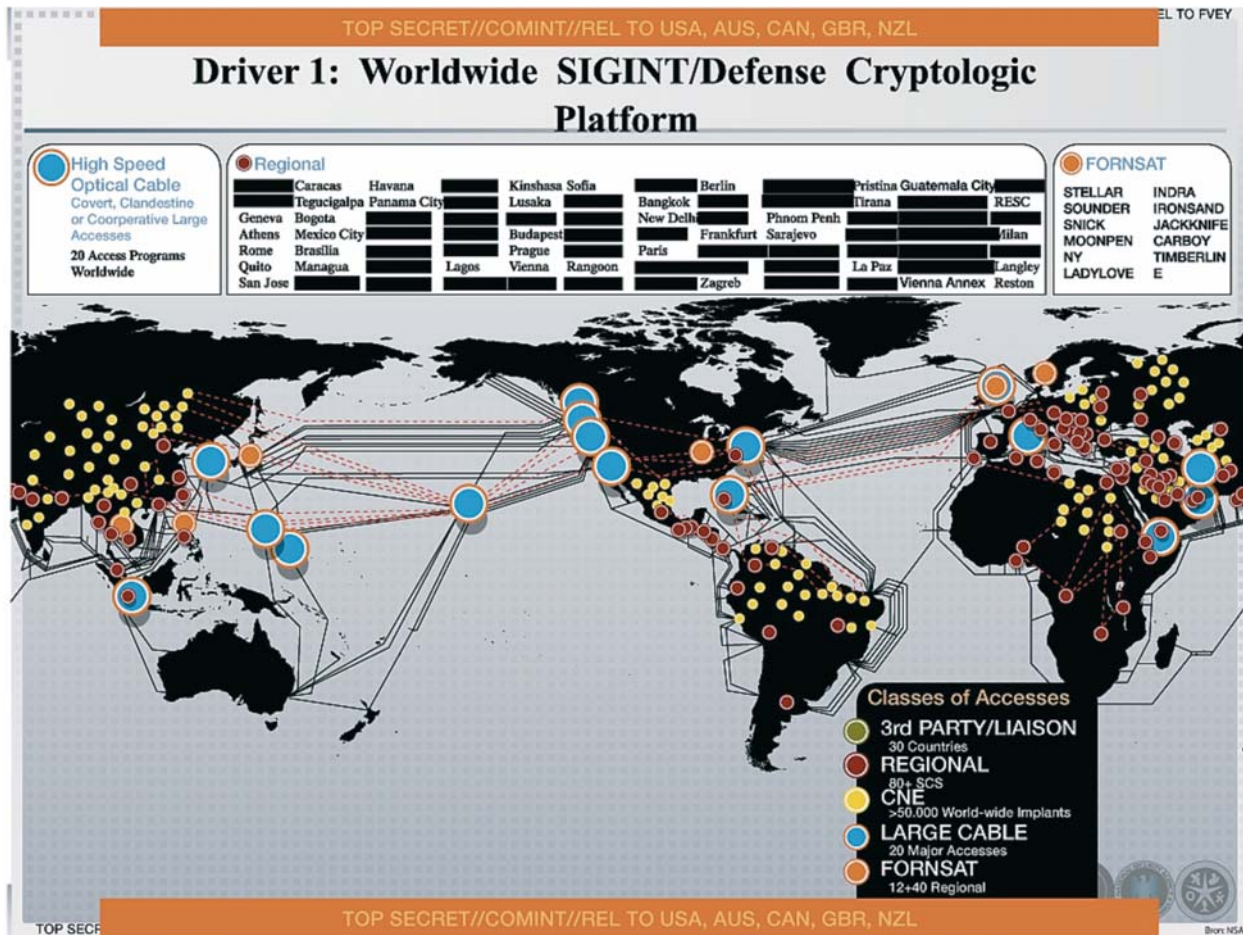 EL TO FVEY
TOP SECRET//COMINT//REL TO USA, AUS, CAN, GBR, NZL
Driver 1: Worldwide SIGINT/Defense Cryptologic
Platform
High Speed
Optical Cable
Covert, Clandestine
or Coorperative Large
Accesses
20 Access Programs
Worldwide
Regional
Caracas Havana Kinshasa Sofia Berlin Pristina Guatemala City
Tegucigalpa Panama City Lusaka Bangkok Tirana RESC
Geneva Bogota New Delhi Phnom Penh
Athens Mexico City Budapest Frankfurt Sarajevo Milan
Rome Brasilia Prague Paris
Quito Managua Lagos Vienna Rangoon La Paz Langley
San Jose Zagreb Vienna Annex Reston
FORNSAT
STELLAR INDRA
SOUNDER IRONSAND
SNICK JACKKNIFE
MOONPEN CARBOY
NY TIMBERLIN
LADYLOVE E
Classes of Accesses
3rd PARTY/LIAISON
30 Countries
REGIONAL
80+ SCS
CNE
>50.000 World-wide Implants
LARGE CABLE
20 Major Accesses
FORNSAT
12+40 Regional
TOP SECRET//COMINT//REL TO USA, AUS, CAN, GBR, NZL
TOP SECR
Bron: NSA